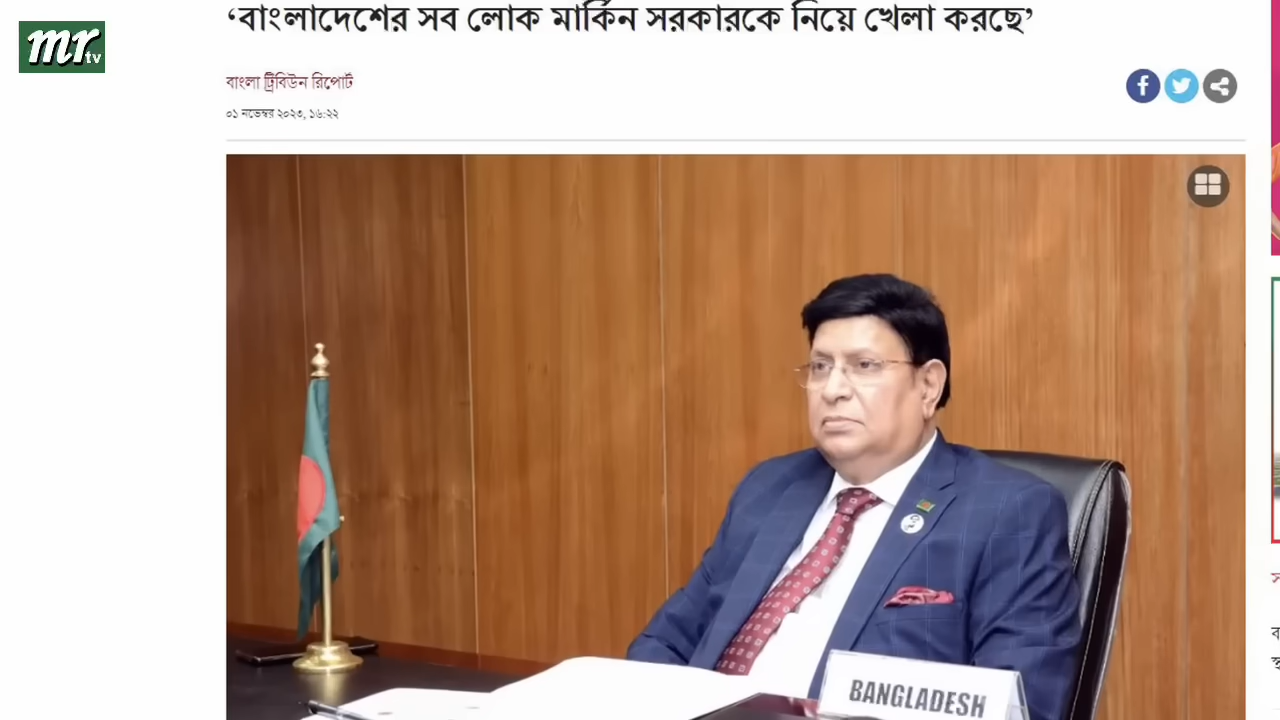 ‘বাংলাদেশের সব লোক মার্কিন সরকারকে নিয়ে খেলা করছে’
mr tv
বাংলা ট্রিবিউন রিপোর্ট
০১ নভেম্বর ২০২৩, ১৬:২২
BANGLADESH